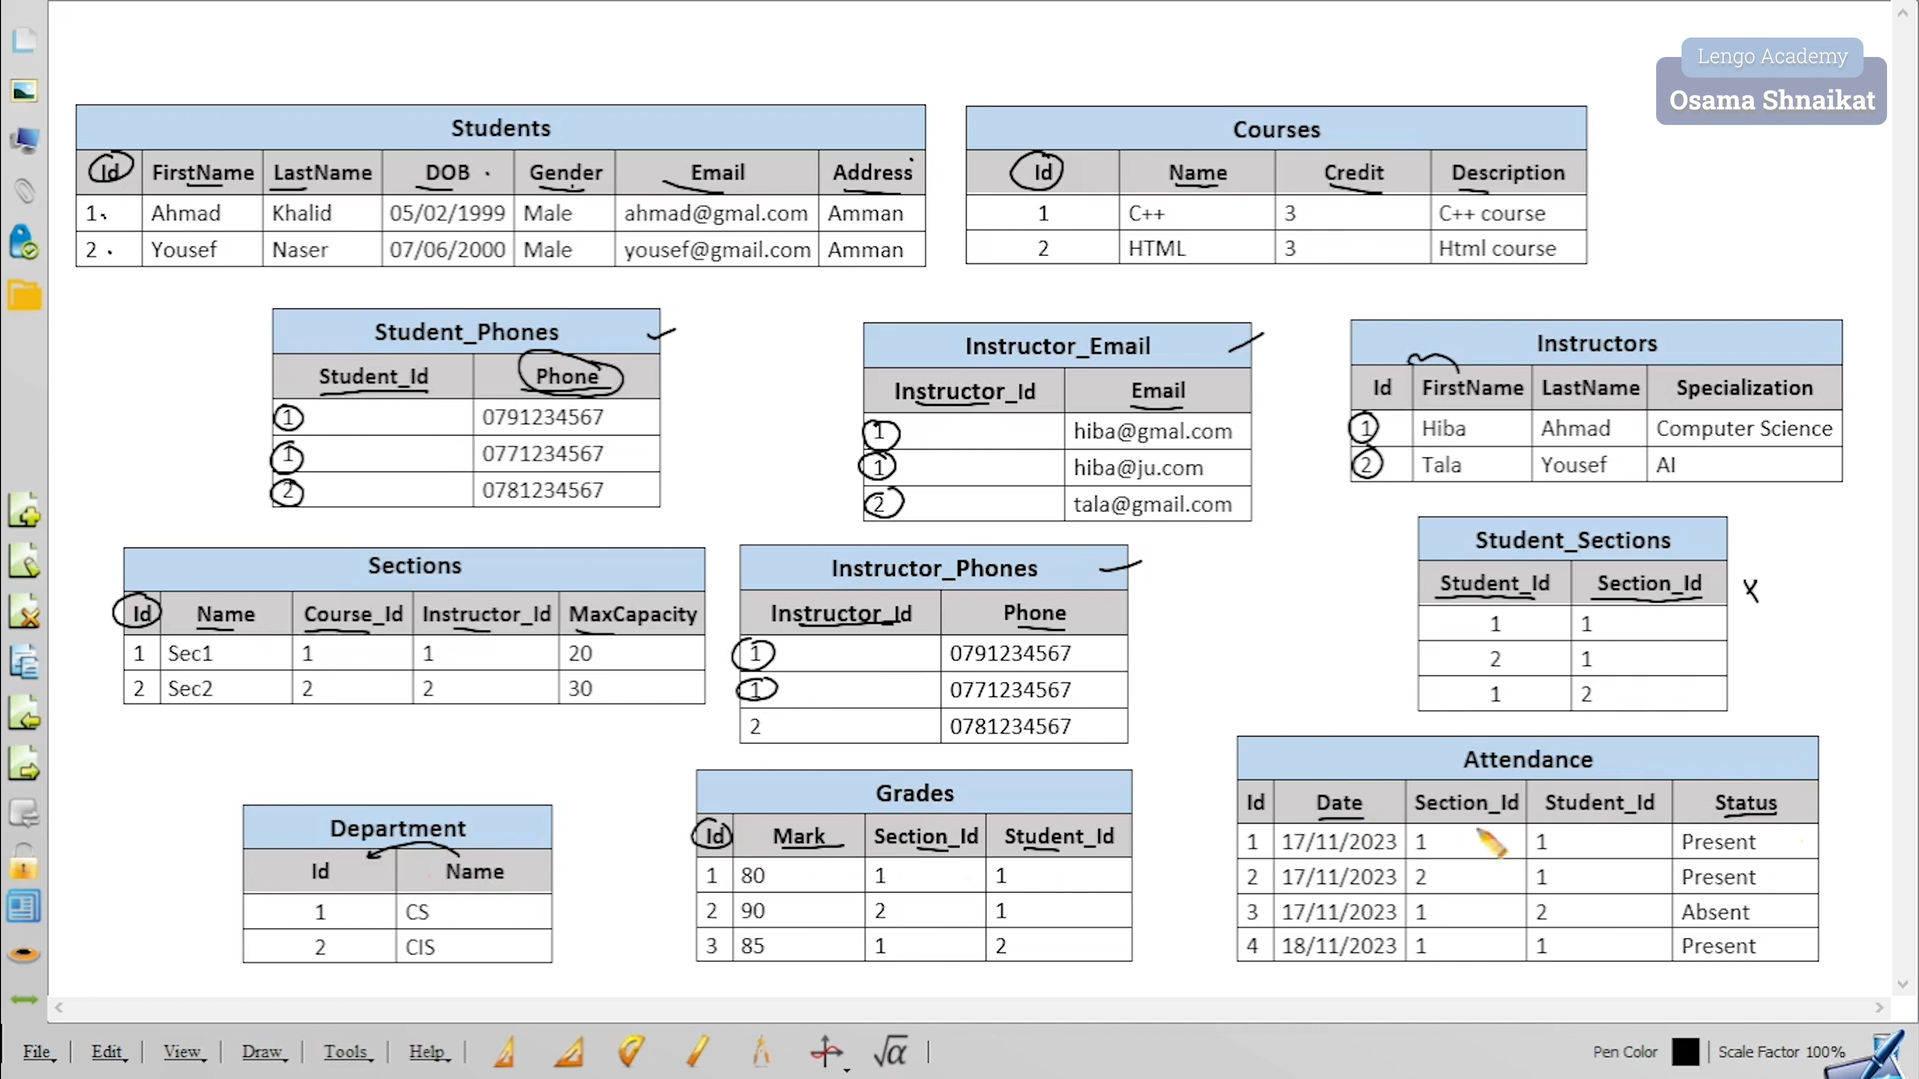 Lengo Academy
Osama Shnaikat
Students
Id FirstName LastName DOB Gender Email Address
1 Ahmad Khalid 05/02/1999 Male ahmad@gmal.com Amman
2 Yousef Naser 07/06/2000 Male yousef@gmail.com Amman
Courses
Id Name Credit Description
1 C++ 3 C++ course
2 HTML 3 Html course
Student_Phones
Student_Id Phone
1 0791234567
1 0771234567
2 0781234567
Instructor_Email
Instructor_Id Email
1 hiba@gmal.com
1 hiba@ju.com
2 tala@gmail.com
Instructors
Id FirstName LastName Specialization
1 Hiba Ahmad Computer Science
2 Tala Yousef AI
Sections
Id Name Course_Id Instructor_Id MaxCapacity
1 Sec1 1 1 20
2 Sec2 2 2 30
Instructor_Phones
Instructor_Id Phone
1 0791234567
1 0771234567
2 0781234567
Student_Sections
Student_Id Section_Id
1 1
2 1
1 2
Department
Id Name
1 CS
2 CIS
Grades
Id Mark Section_Id Student_Id
1 80 1 1
2 90 2 1
3 85 1 2
Attendance
Id Date Section_Id Student_Id Status
1 17/11/2023 1 1 Present
2 17/11/2023 2 1 Present
3 17/11/2023 1 2 Absent
4 18/11/2023 1 1 Present
File Edit View Draw Tools Help √α Pen Color Scale Factor 100%